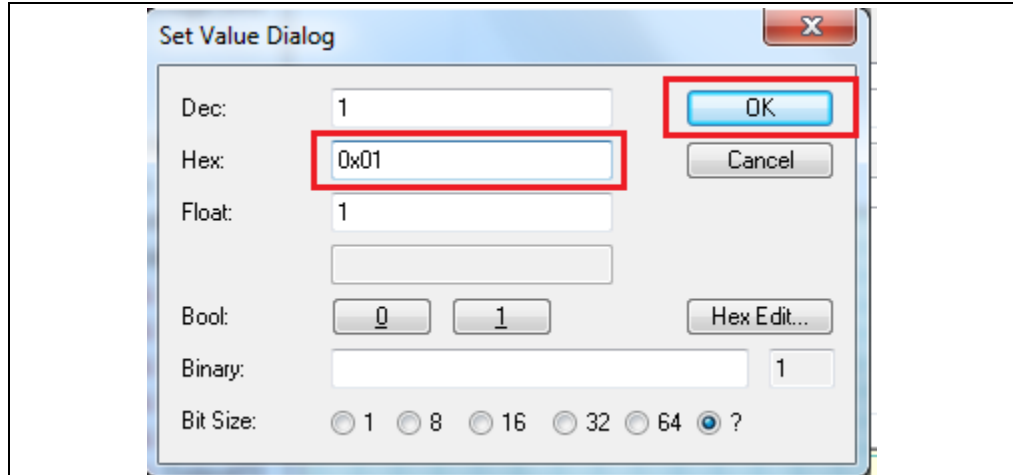 Set Value Dialog
x
Dec: 1 OK
Hex: 0x01 Cancel
Float: 1
Bool: 0 1 Hex Edit...
Binary: 1
Bit Size: 1 8 16 32 64 ?